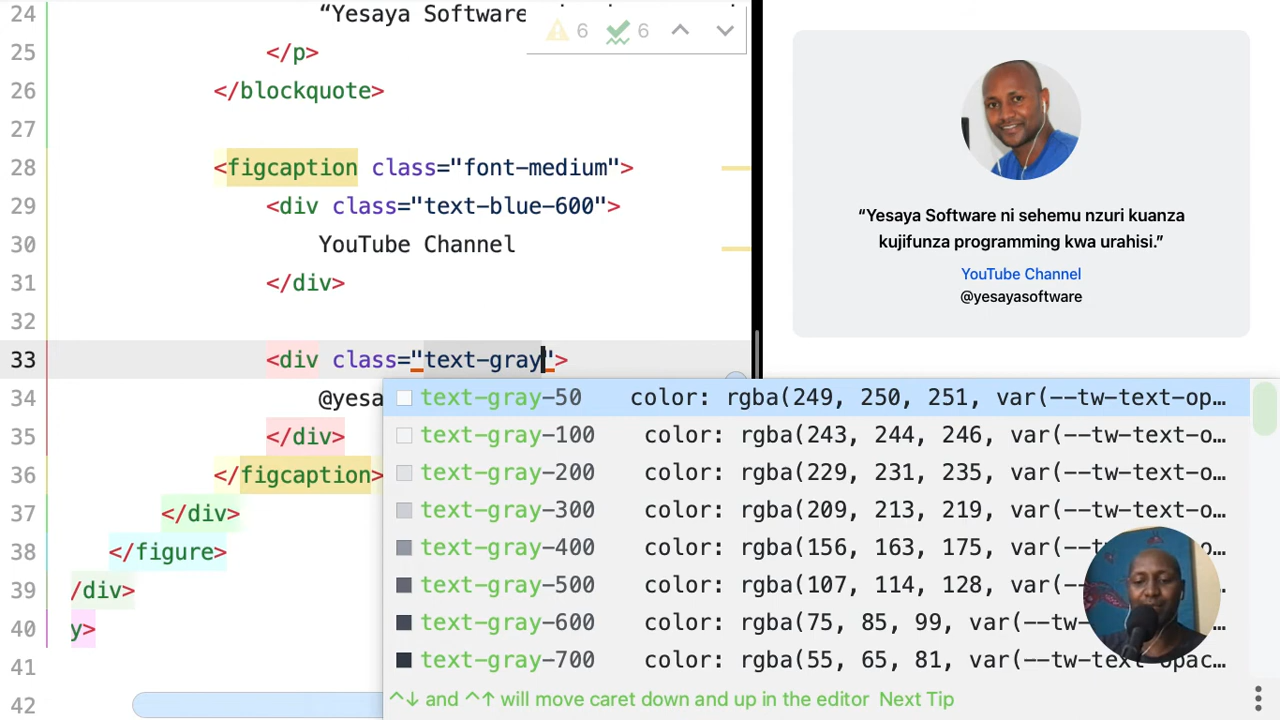 24 “Yesaya Software
6 6
25 </p>
26 </blockquote>
27
28 <figcaption class="font-medium">
29 <div class="text-blue-600">
30 YouTube Channel
31 </div>
32
33 <div class="text-gray">
34 @yesa
35 </div>
36 </figcaption>
37 </div>
38 </figure>
39 /div>
40 y>
41
42
text-gray-50 color: rgba(249, 250, 251, var(--tw-text-op…
text-gray-100 color: rgba(243, 244, 246, var(--tw-text-o…
text-gray-200 color: rgba(229, 231, 235, var(--tw-text-o…
text-gray-300 color: rgba(209, 213, 219, var(--tw-text-o…
text-gray-400 color: rgba(156, 163, 175, var(--tw-t o…
text-gray-500 color: rgba(107, 114, 128, var(--tw- …
text-gray-600 color: rgba(75, 85, 99, var(--tw- …
text-gray-700 color: rgba(55, 65, 81, var(--tw-text-opac…
^↓ and ^↑ will move caret down and up in the editor Next Tip
“Yesaya Software ni sehemu nzuri kuanza
kujifunza programming kwa urahisi.”
YouTube Channel
@yesayasoftware